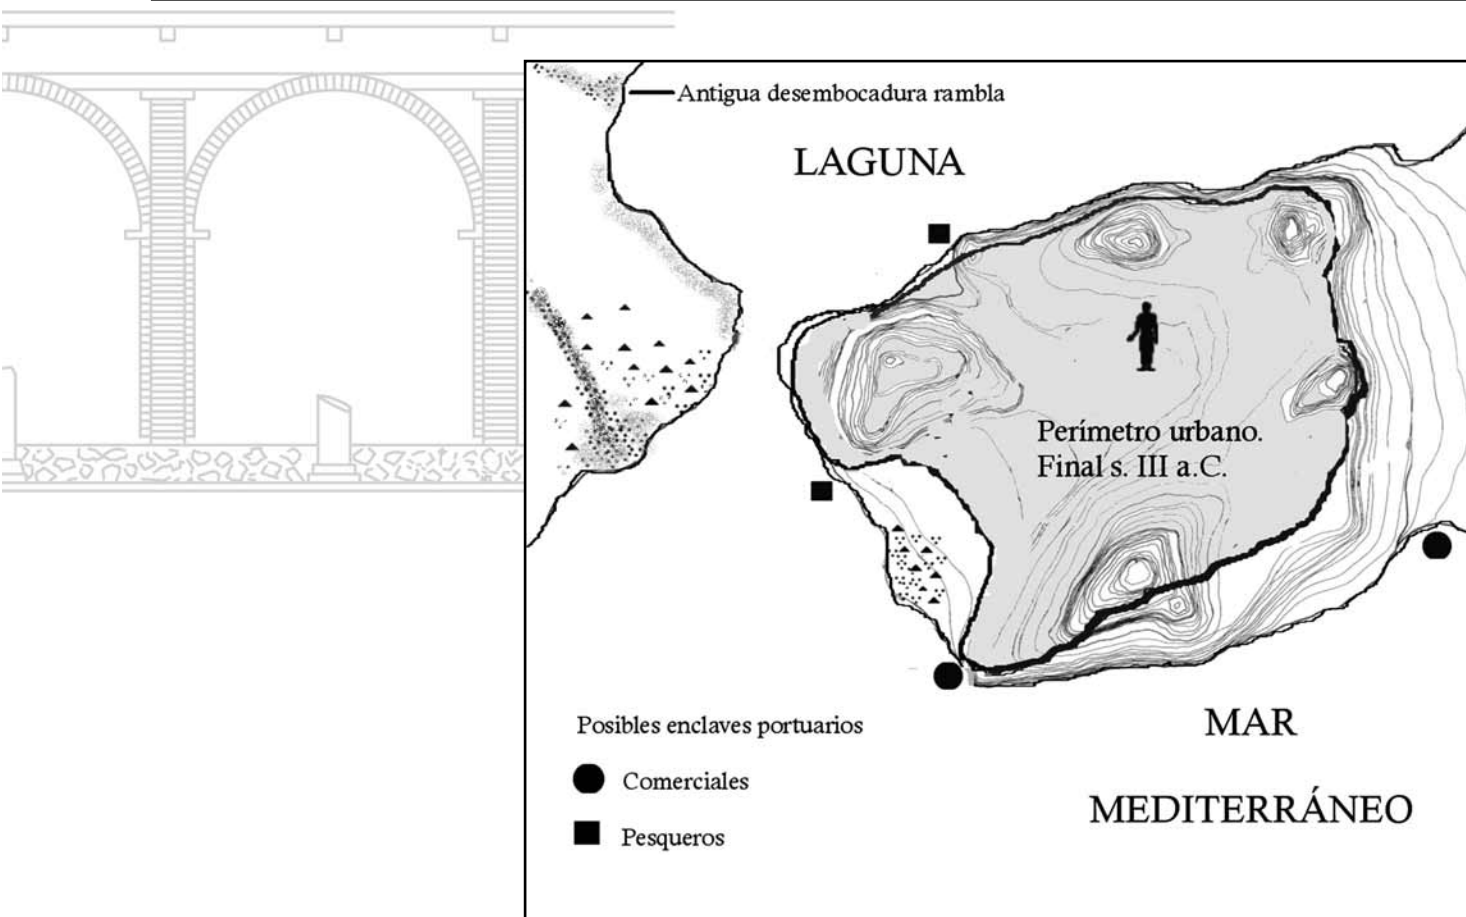 Antigua desembocadura rambla
LAGUNA
Perímetro urbano.
Final s. III a.C.
Posibles enclaves portuarios
Comerciales
Pesqueros
MAR
MEDITERRÁNEO